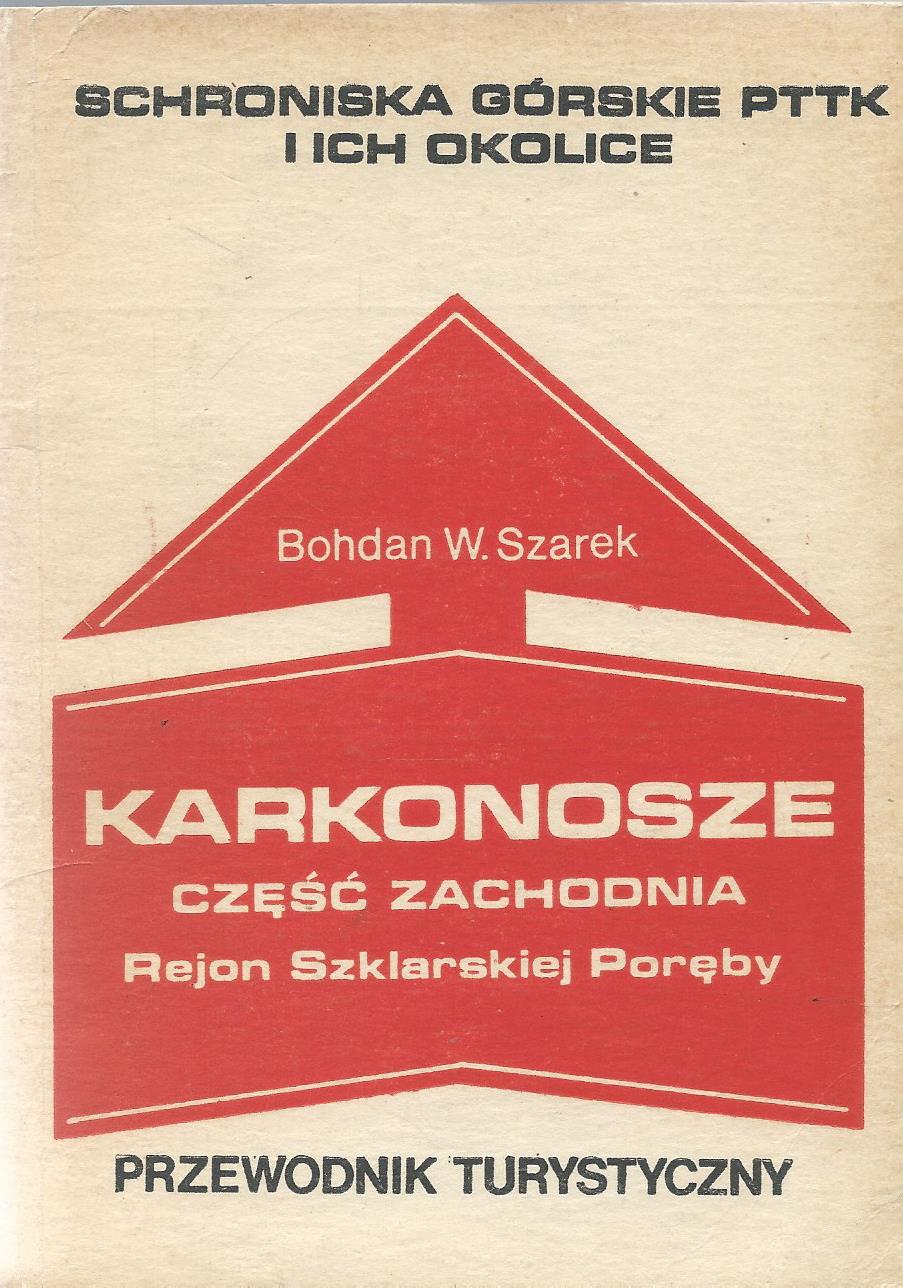 SCHRONISKA GÓRSKIE PTTK
I ICH OKOLICE
Bohdan W. Szarek
KARKONOSZE
CZĘŚĆ ZACHODNIA
Rejon Szklarskiej Poręby
PRZEWODNIK TURYSTYCZNY